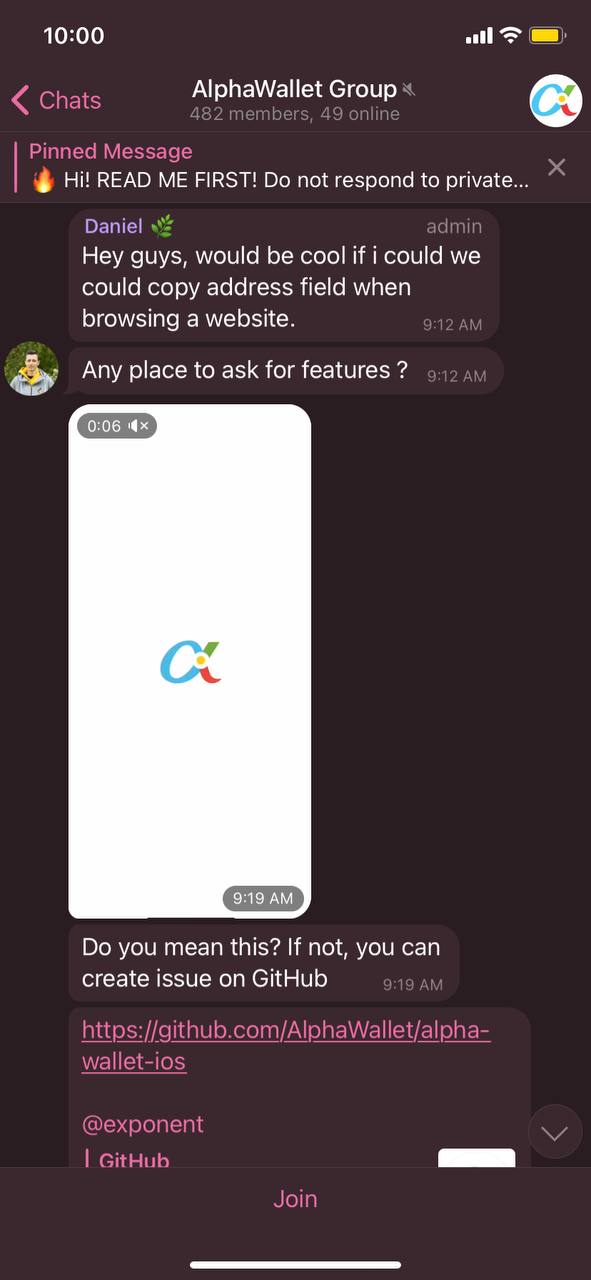 10:00
Chats
AlphaWallet Group
482 members, 49 online
Pinned Message
🔥 Hi! READ ME FIRST! Do not respond to private...
Daniel 🌿 admin
Hey guys, would be cool if i could we
could copy address field when
browsing a website.
9:12 AM
Any place to ask for features ?
9:12 AM
0:06
9:19 AM
Do you mean this? If not, you can
create issue on GitHub
9:19 AM
https://github.com/AlphaWallet/alpha-
wallet-ios
@exponent
GitHub
Join